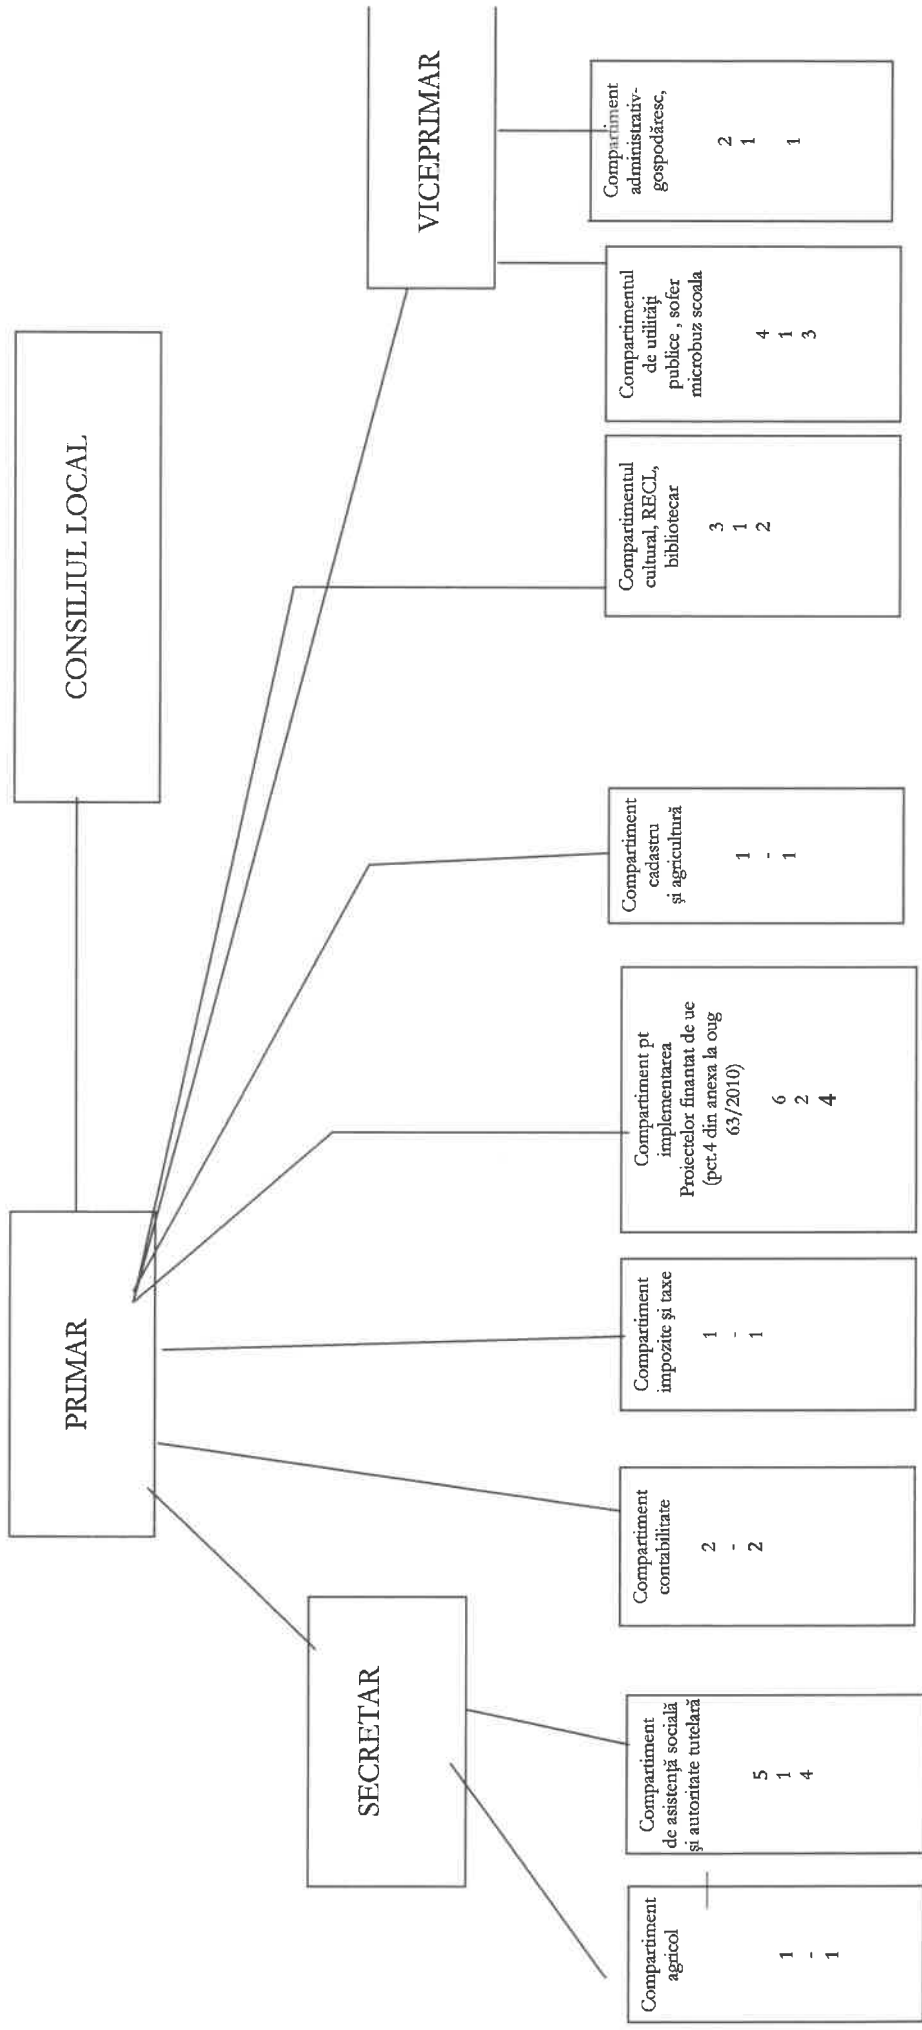 CONSILIUL LOCAL
PRIMAR
VICEPRIMAR
SECRETAR
Compartiment
agricol
1
-
1
Compartiment
de asistență socială
și autoritate tutelară
5
1
4
Compartiment
contabilitate
2
-
2
Compartiment
impozite și taxe
1
-
1
Compartiment pt
implementarea
Proiectelor finantat de ue
(pct.4 din anexa la oug
63/2010)
6
2
4
Compartiment
cadastru
și agricultură
1
-
1
Compartimentul
cultural, RECL,
bibliotecar
3
1
2
Compartimentul
de utilități
publice , sofer
microbuz scoala
4
1
3
Compartiment
administrativ-
gospodăresc,
2
1
1